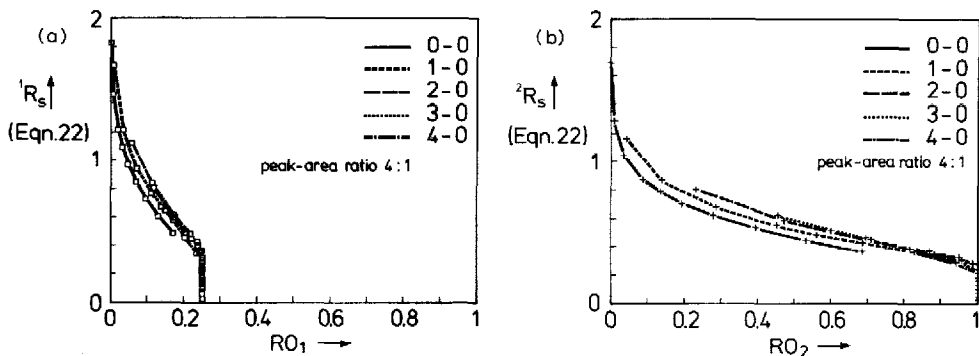 (a)
2
1
0
¹Rs↑
(Eqn.22)
0-0
1-0
2-0
3-0
4-0
peak-area ratio 4:1
0 0.2 0.4 0.6 0.8 1
RO₁ →
(b)
2
1
0
²Rs↑
(Eqn.22)
0-0
1-0
2-0
3-0
4-0
peak-area ratio 4:1
0 0.2 0.4 0.6 0.8 1
RO₂ →